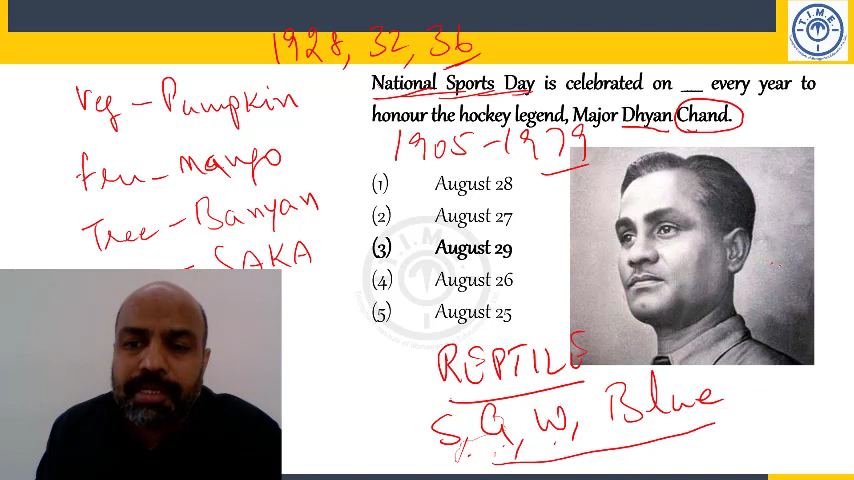 1928, 32, 36
T.I.M.E.
National Sports Day is celebrated on __ every year to
honour the hockey legend, Major Dhyan Chand.
1905-1979
Veg - Pumpkin
Mango
Tree - Banyan
SAKA
(1) August 28
(2) August 27
(3) August 29
(4) August 26
(5) August 25
REPTILE
S, G, W, Blue